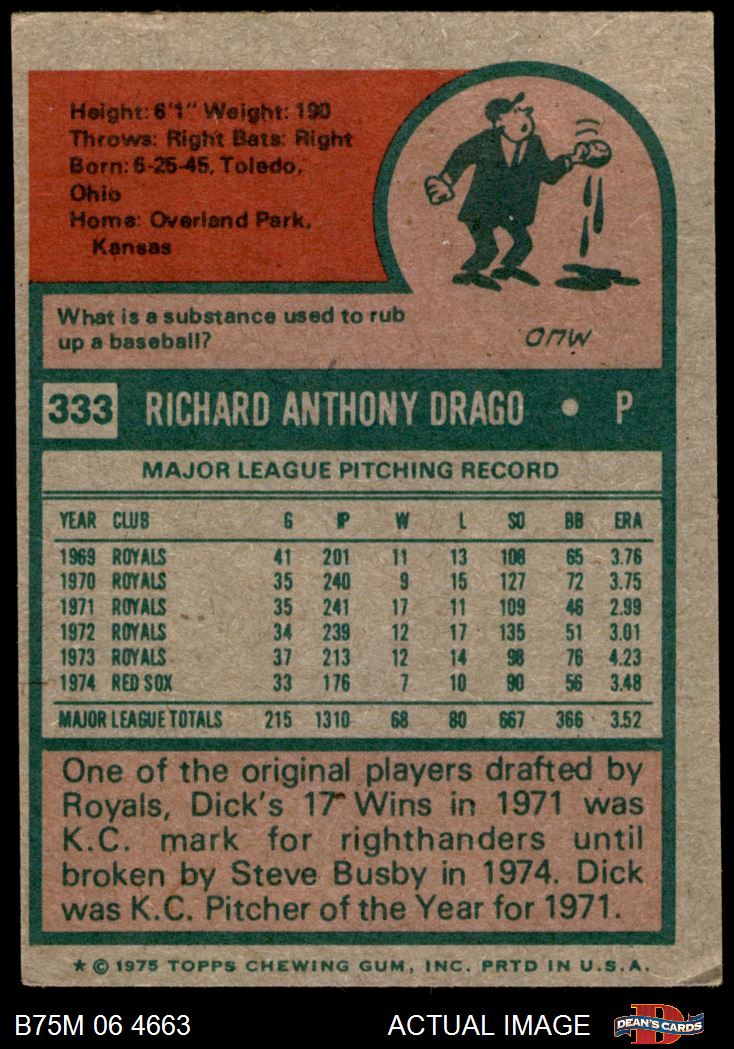 Height: 6'1" Weight: 190
Throws: Right Bats: Right
Born: 6-25-45, Toledo,
Ohio
Home: Overland Park,
Kansas
What is a substance used to rub
up a baseball?
MUD
333 RICHARD ANTHONY DRAGO • P
MAJOR LEAGUE PITCHING RECORD
YEAR CLUB G IP W L SO BB ERA
1969 ROYALS 41 201 11 13 108 65 3.76
1970 ROYALS 35 240 9 15 127 72 3.75
1971 ROYALS 35 241 17 11 109 46 2.99
1972 ROYALS 34 239 12 17 135 51 3.01
1973 ROYALS 37 213 12 14 98 76 4.23
1974 RED SOX 33 176 7 10 90 56 3.48
MAJOR LEAGUE TOTALS 215 1310 68 80 667 366 3.52
One of the original players drafted by
Royals, Dick's 17 Wins in 1971 was
K.C. mark for righthanders until
broken by Steve Busby in 1974. Dick
was K.C. Pitcher of the Year for 1971.
* © 1975 TOPPS CHEWING GUM, INC. PRTD IN U.S.A.
B75M 06 4663 ACTUAL IMAGE
D
DEAN'S CARDS